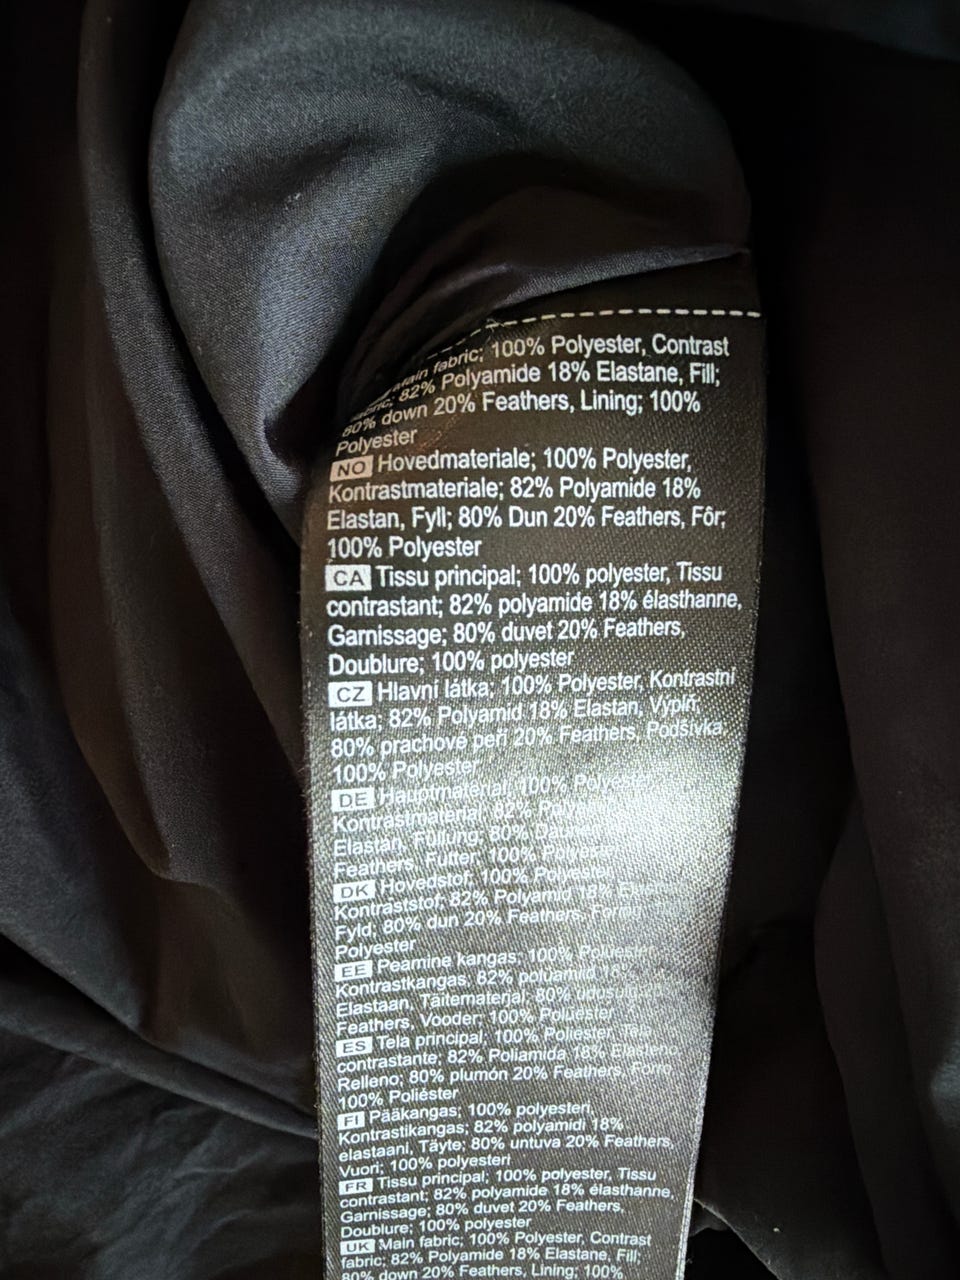 Main fabric; 100% Polyester, Contrast
fabric; 82% Polyamide 18% Elastane, Fill;
80% down 20% Feathers, Lining; 100%
Polyester
NO Hovedmateriale; 100% Polyester,
Kontrastmateriale; 82% Polyamide 18%
Elastan, Fyll; 80% Dun 20% Feathers, Fôr;
100% Polyester
CA Tissu principal; 100% polyester, Tissu
contrastant; 82% polyamide 18% élasthanne,
Garnissage; 80% duvet 20% Feathers,
Doublure; 100% polyester
CZ Hlavní látka; 100% Polyester, Kontrastní
látka; 82% Polyamid 18% Elastan, Výplň;
80% prachové peří 20% Feathers, Podšívka;
100% Polyester
DE Hauptmaterial; 100% Polyester
Kontrastmaterial; 82%
Elastan, Füllung; 80%
Feathers, Futter; 100% Polyester
DK Hovedstof; 100% Polyester
Kontraststof; 82% Polyamid 18%
Fyld; 80% dun 20% Feathers,
Polyester
EE Peamine kangas; 100% Polüester
Kontrastkangas; 82% polüamiid 18%
Elastaan, Täitematerjal; 80%
Feathers, Vooder; 100% Polüester
ES Tela principal; 100% Poliéster, Tela
contrastante; 82% Poliamida 18% Elasteno
Relleno; 80% plumón 20% Feathers, Forro
100% Poliéster
FI Pääkangas; 100% polyesteri,
Kontrastikangas; 82% polyamidi 18%
elastaani, Täyte; 80% untuva 20% Feathers,
Vuori; 100% polyesteri
FR Tissu principal; 100% polyester, Tissu
contrastant; 82% polyamide 18% élasthanne,
Garnissage; 80% duvet 20% Feathers,
Doublure; 100% polyester
UK Main fabric; 100% Polyester, Contrast
fabric; 82% Polyamide 18% Elastane, Fill;
80% down 20% Feathers, Lining; 100%